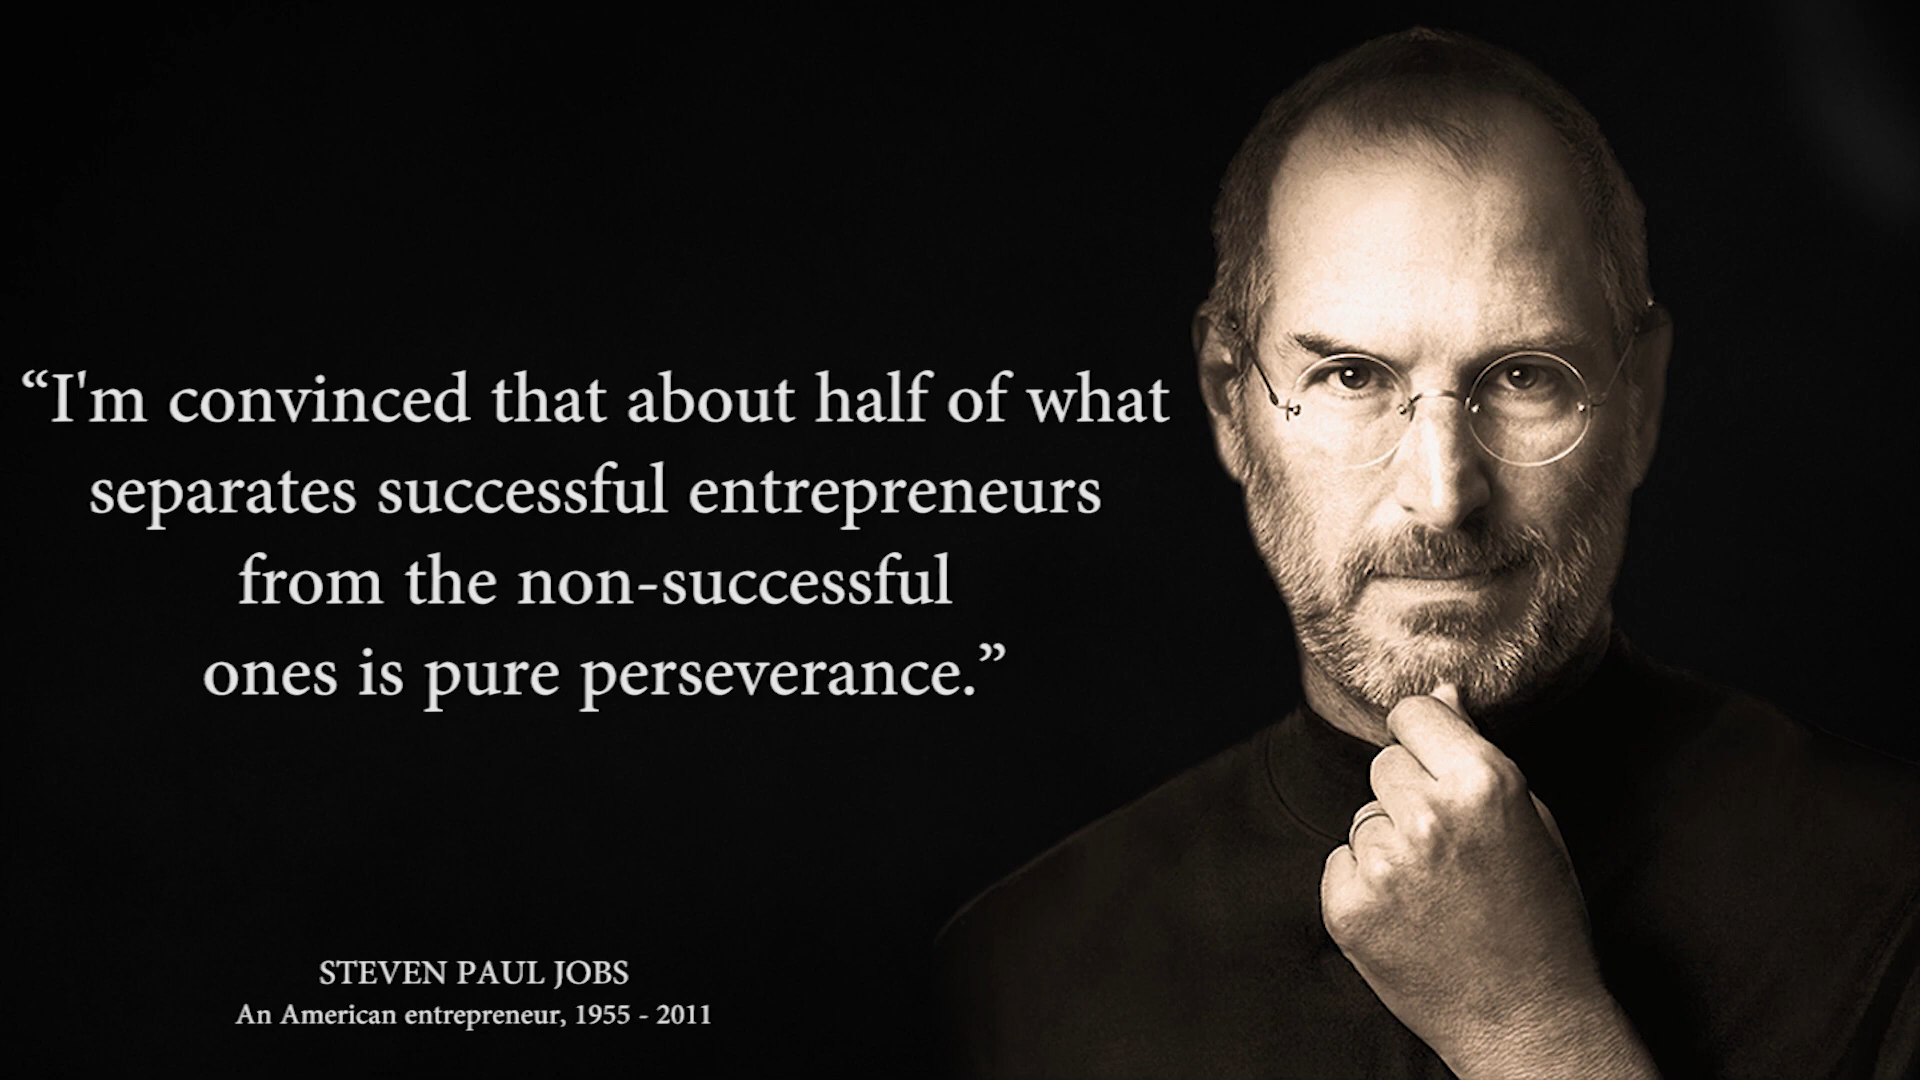 “I'm convinced that about half of what
separates successful entrepreneurs
from the non-successful
ones is pure perseverance.”
STEVEN PAUL JOBS
An American entrepreneur, 1955 - 2011